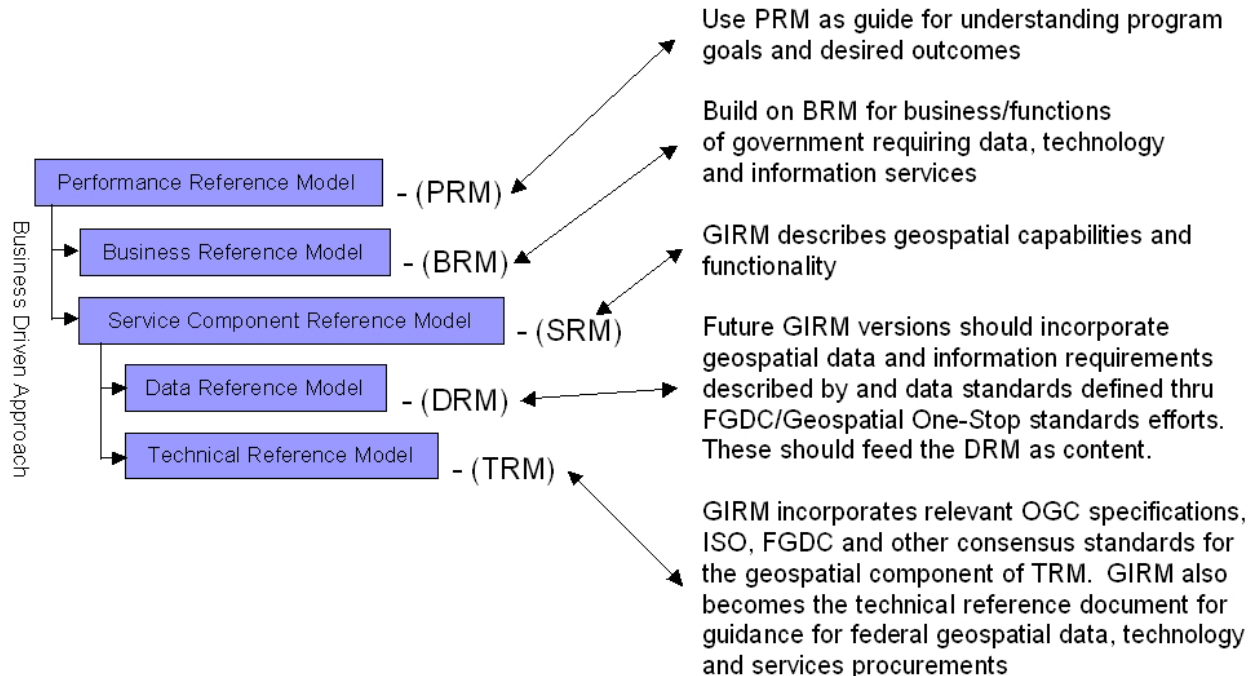 Use PRM as guide for understanding program
goals and desired outcomes
Build on BRM for business/functions
of government requiring data, technology
and information services
Performance Reference Model
- (PRM)
Business Reference Model
- (BRM)
GIRM describes geospatial capabilities and
functionality
Service Component Reference Model
- (SRM)
Future GIRM versions should incorporate
geospatial data and information requirements
described by and data standards defined thru
FGDC/Geospatial One-Stop standards efforts.
These should feed the DRM as content.
Data Reference Model
- (DRM)
Technical Reference Model
- (TRM)
GIRM incorporates relevant OGC specifications,
ISO, FGDC and other consensus standards for
the geospatial component of TRM.  GIRM also
becomes the technical reference document for
guidance for federal geospatial data, technology
and services procurements
Business Driven Approach